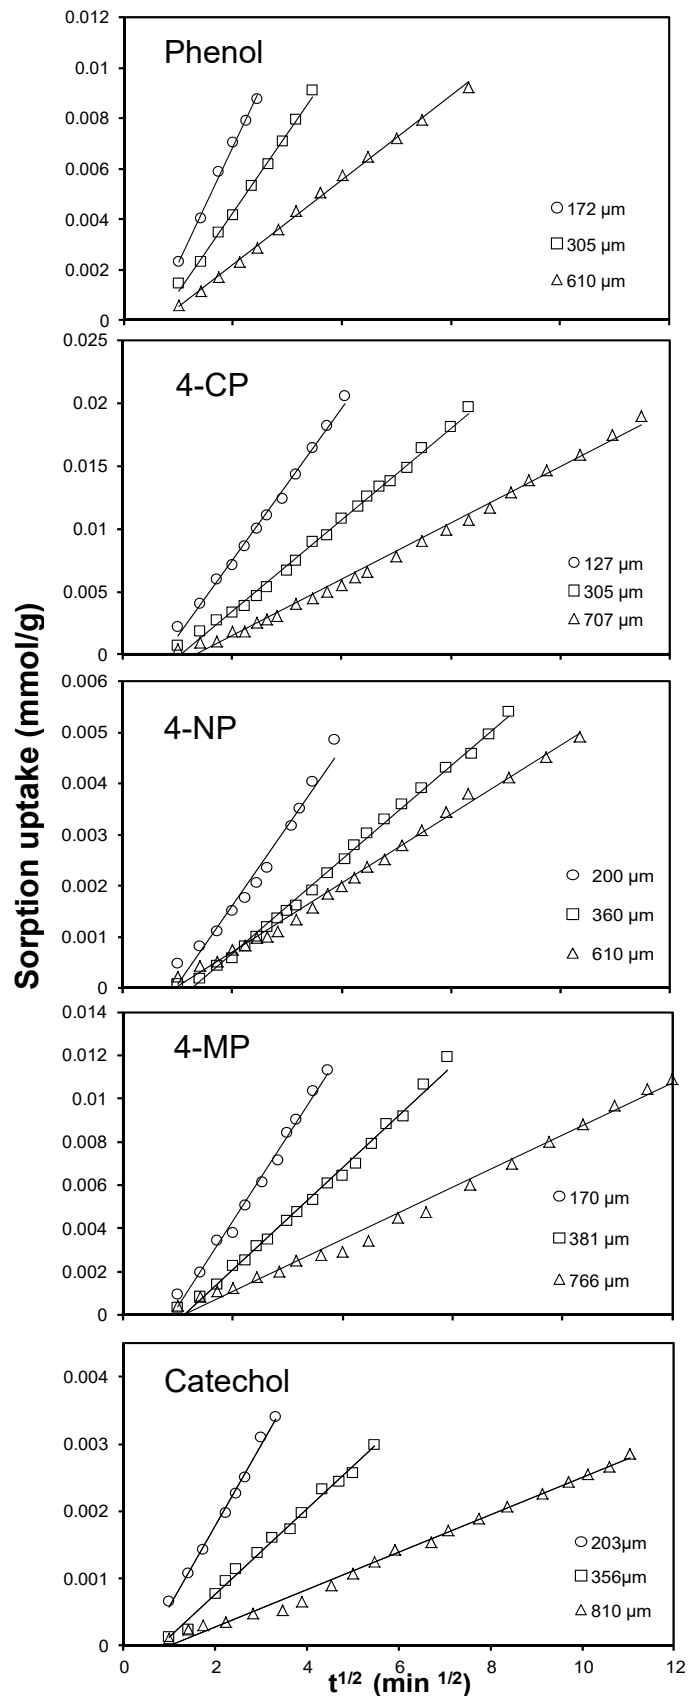 0.012
Phenol
0.01
0.008
0.006
0.004
172 µm
305 µm
0.002
610 µm
0
0.025
4-CP
0.02
0.015
0.01
127 µm
0.005
305 µm
707 µm
0
0.006
4-NP
0.005
0.004
0.003
0.002
200 µm
360 µm
0.001
610 µm
0
Sorption uptake (mmol/g)
0.014
4-MP
0.012
0.01
0.008
0.006
170 µm
0.004
381 µm
0.002
766 µm
0
Catechol
0.004
0.003
0.002
203µm
356µm
0.001
810 µm
0
0 2 4 6 8 10 12
t1/2 (min 1/2)